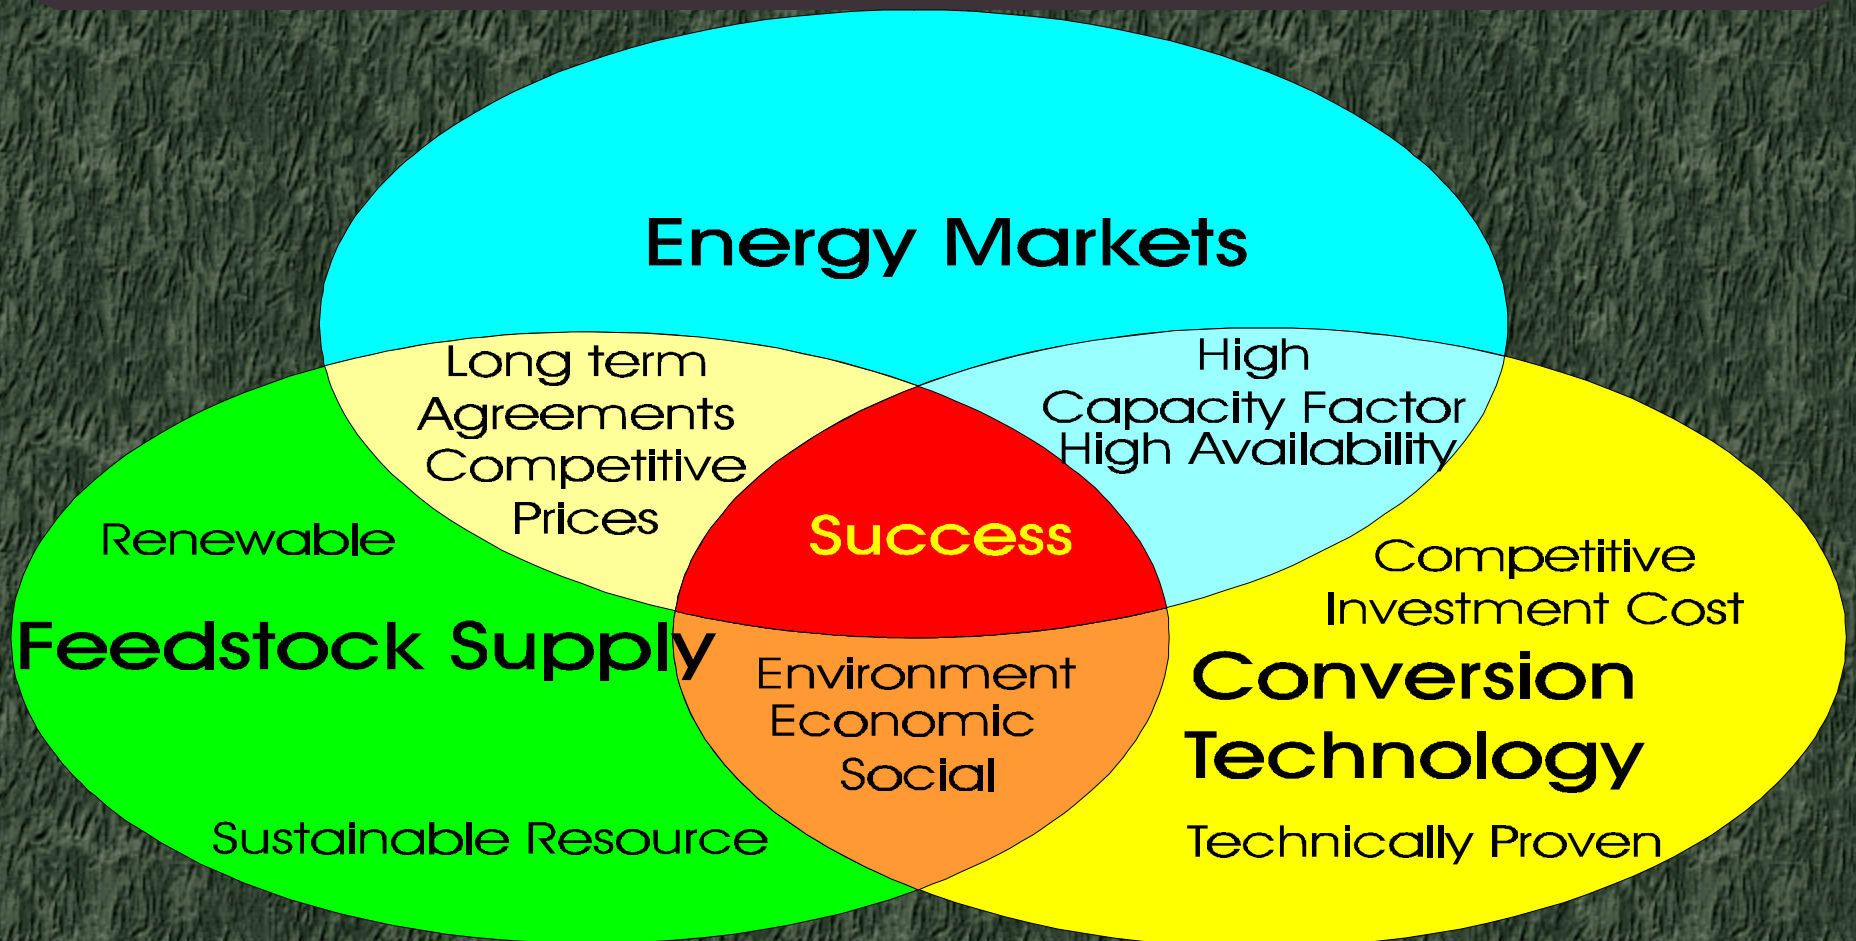 Energy Markets
Long term
Agreements
Competitive
Prices
High
Capacity Factor
High Availability
Success
Renewable
Feedstock Supply
Sustainable Resource
Environment
Economic
Social
Competitive
Investment Cost
Conversion
Technology
Technically Proven